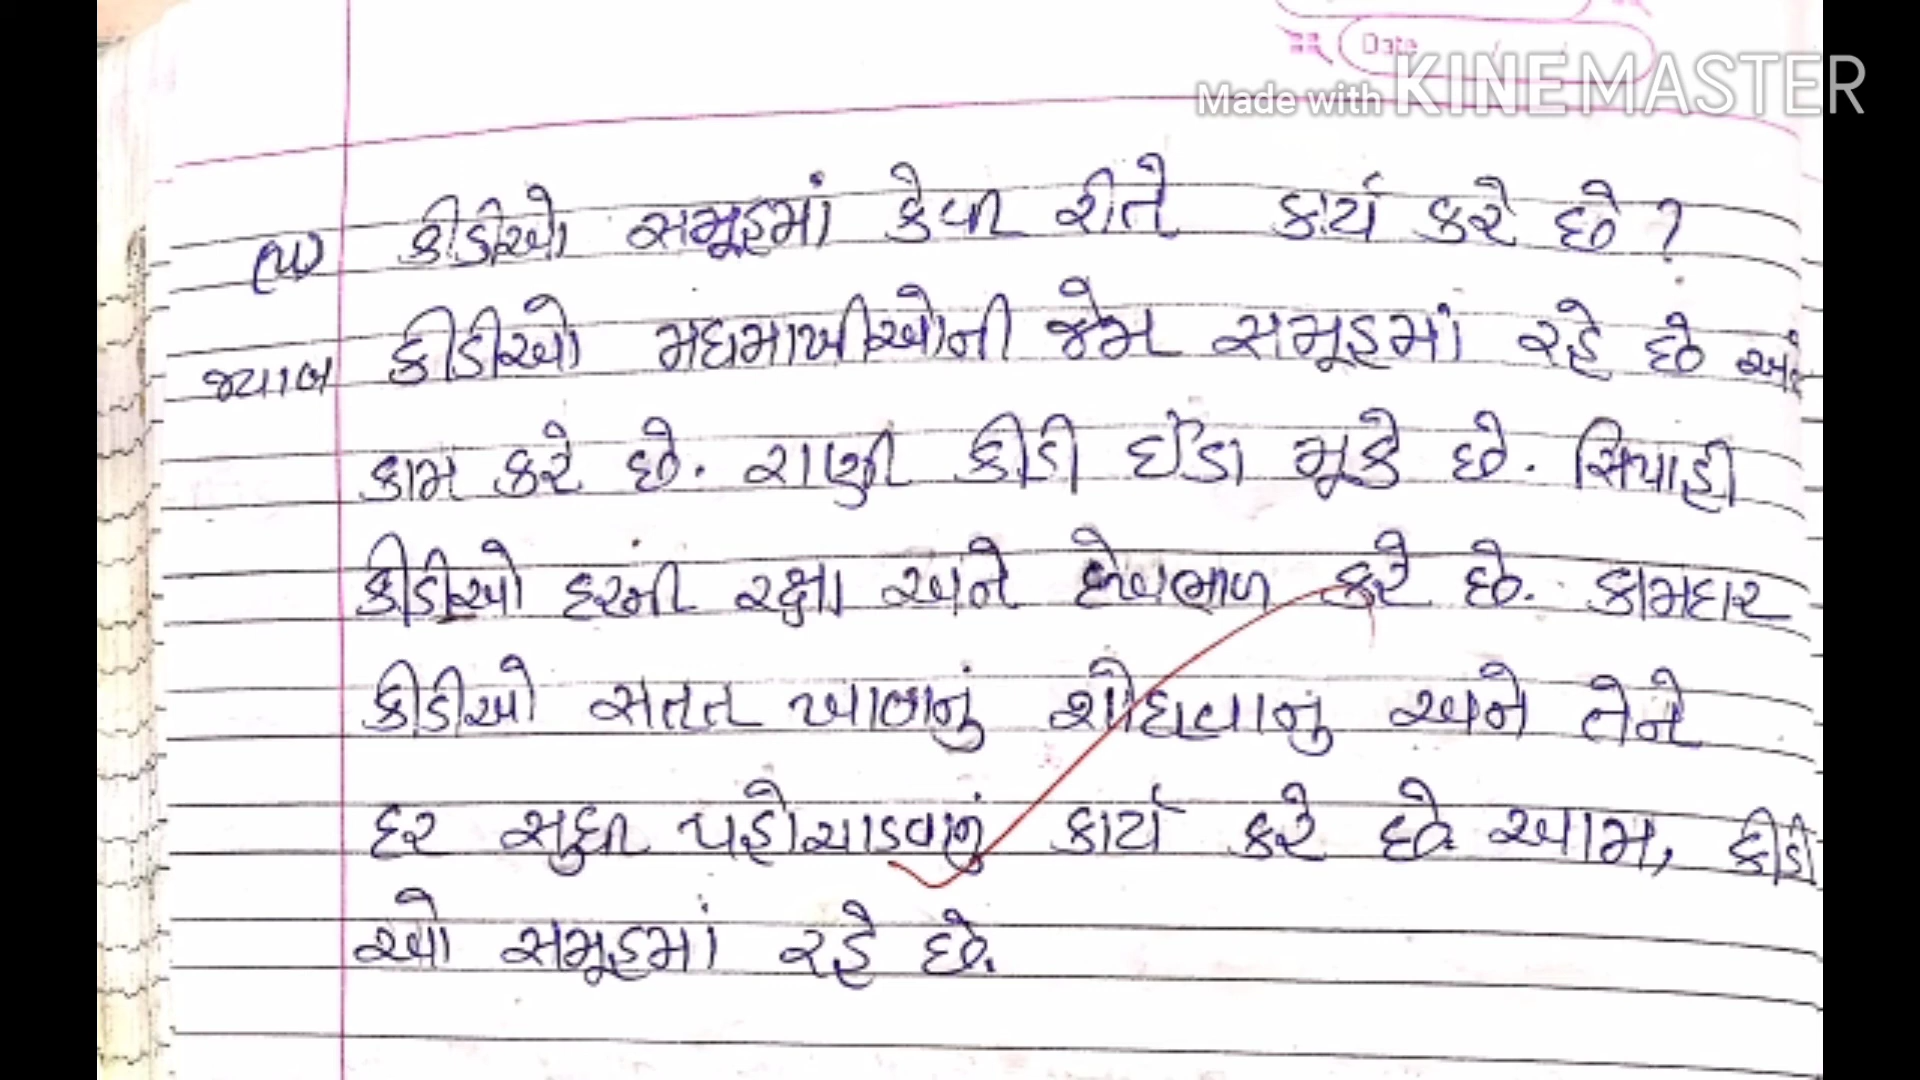 Date
Made with KINEMASTER
(૫) કીડીઓ સમૂહમાં કેવી રીતે કાર્ય કરે છે ?
જવાબ કીડીઓ મધમાખીઓની જેમ સમૂહમાં રહે છે અને
કામ કરે છે. રાણી કીડી ઈંડા મૂકે છે. સિપાહી
કીડીઓ દરની રક્ષા અને દેખભાળ કરે છે. કામદાર
કીડીઓ સતત ખાવાનું શોધવાનું અને તેને
દર સુધી પહોચાડવાનું કાર્ય કરે છે. આમ, કીડી
ઓ સમૂહમાં રહે છે.